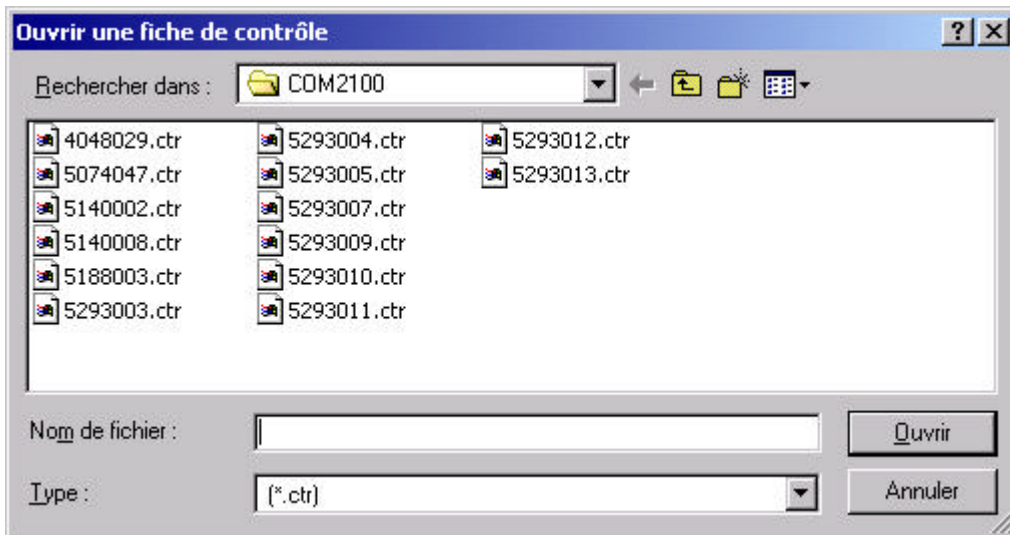 Ouvrir une fiche de contrôle
Rechercher dans :
COM2100
4048029.ctr
5074047.ctr
5140002.ctr
5140008.ctr
5188003.ctr
5293003.ctr
5293004.ctr
5293005.ctr
5293007.ctr
5293009.ctr
5293010.ctr
5293011.ctr
5293012.ctr
5293013.ctr
Nom de fichier :
Ouvrir
Type :
(*.ctr)
Annuler